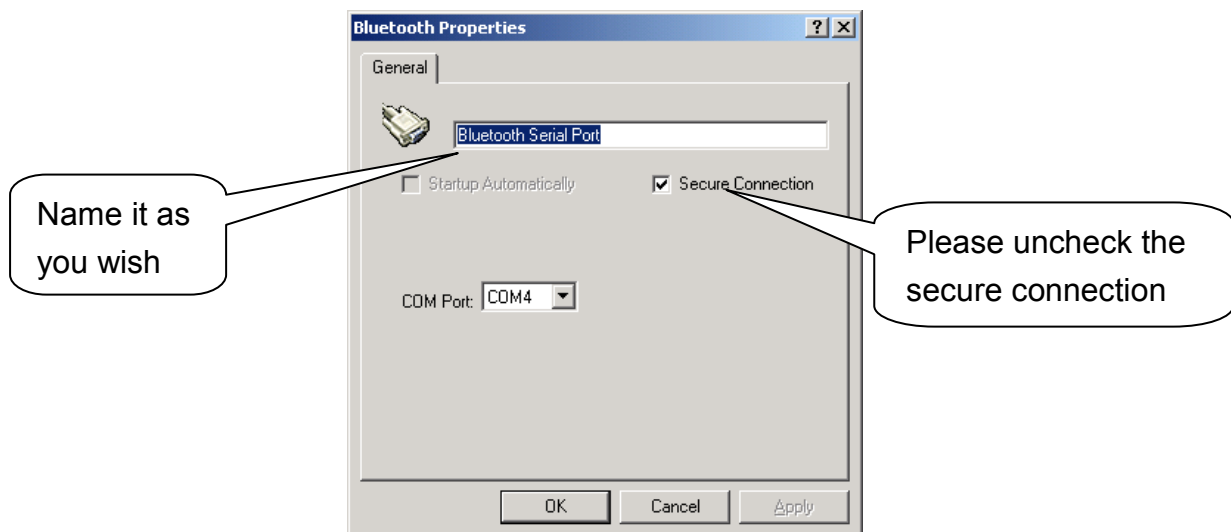 Bluetooth Properties
General
Bluetooth Serial Port
Startup Automatically
Secure Connection
Name it as
you wish
Please uncheck the
secure connection
COM Port: COM4
OK
Cancel
Apply